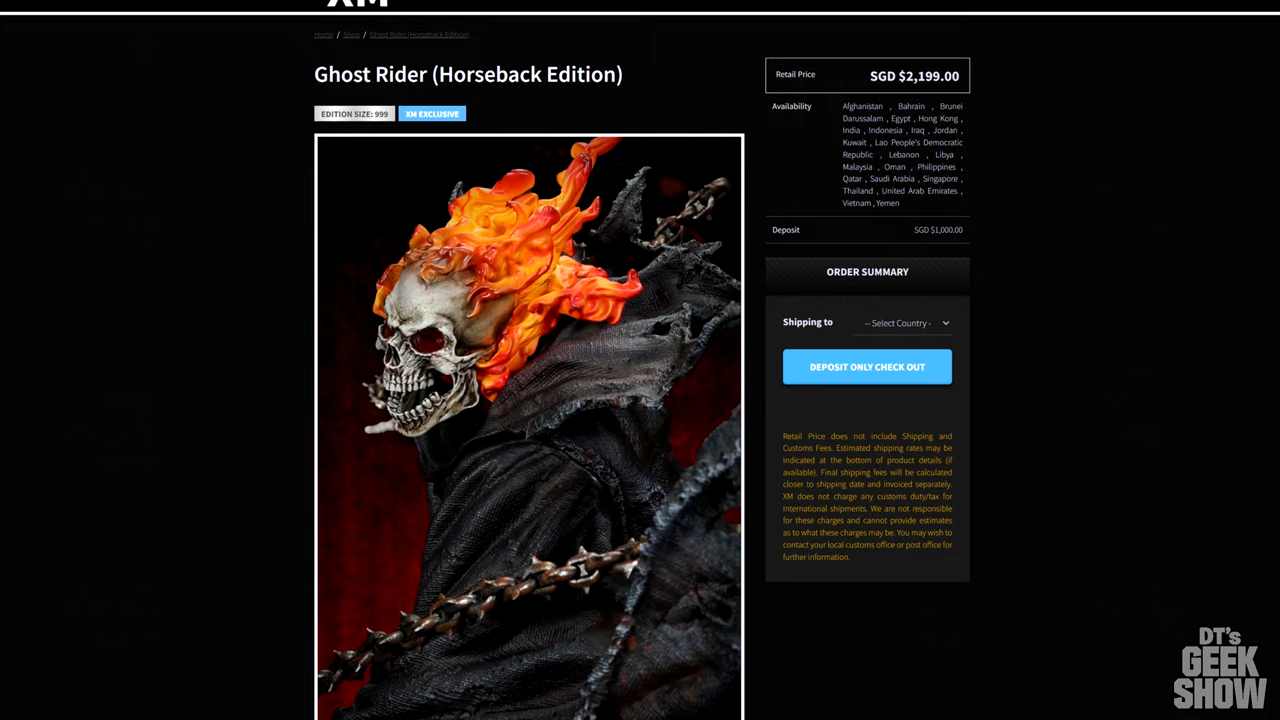 XM
Home / Shop / Ghost Rider (Horseback Edition)
Ghost Rider (Horseback Edition)
EDITION SIZE: 999 XM EXCLUSIVE
Retail Price SGD $2,199.00
Availability Afghanistan , Bahrain , Brunei
Darussalam , Egypt , Hong Kong ,
India , Indonesia , Iraq , Jordan ,
Kuwait , Lao People's Democratic
Republic , Lebanon , Libya ,
Malaysia , Oman , Philippines ,
Qatar , Saudi Arabia , Singapore ,
Thailand , United Arab Emirates ,
Vietnam , Yemen
Deposit SGD $1,000.00
ORDER SUMMARY
Shipping to -- Select Country -
DEPOSIT ONLY CHECK OUT
Retail Price does not include Shipping and
Customs Fees. Estimated shipping rates may be
indicated at the bottom of product details (if
available). Final shipping fees will be calculated
closer to shipping date and invoiced separately.
XM does not charge any customs duty/tax for
International shipments. We are not responsible
for these charges and cannot provide estimates
as to what these charges may be. You may wish to
contact your local customs office or post office for
further information.
DT's
GEEK
SHOW